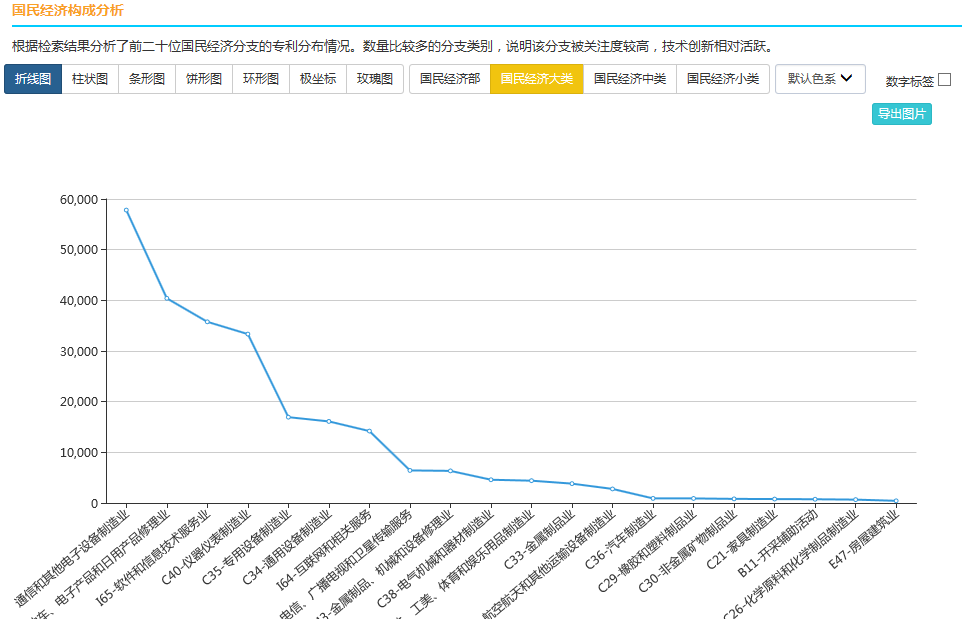 国民经济构成分析
根据检索结果分析了前二十位国民经济分支的专利分布情况。数量比较多的分支类别，说明该分支被关注度较高，技术创新相对活跃。
折线图 柱状图 条形图 饼形图 环形图 极坐标 玫瑰图 国民经济部 国民经济大类 国民经济中类 国民经济小类 默认色系 数字标签
导出图片
60,000
50,000
40,000
30,000
20,000
10,000
0
通信和其他电子设备制造业
车、电子产品和日用产品修理业
I65-软件和信息技术服务业
C40-仪器仪表制造业
C35-专用设备制造业
C34-通用设备制造业
I64-互联网和相关服务
电信、广播电视和卫星传输服务
3-金属制品、机械和设备修理业
C38-电气机械和器材制造业
、工美、体育和娱乐用品制造业
C33-金属制品业
航空航天和其他运输设备制造业
C36-汽车制造业
C29-橡胶和塑料制品业
C30-非金属矿物制品业
C21-家具制造业
B11-开采辅助活动
C26-化学原料和化学制品制造业
E47-房屋建筑业